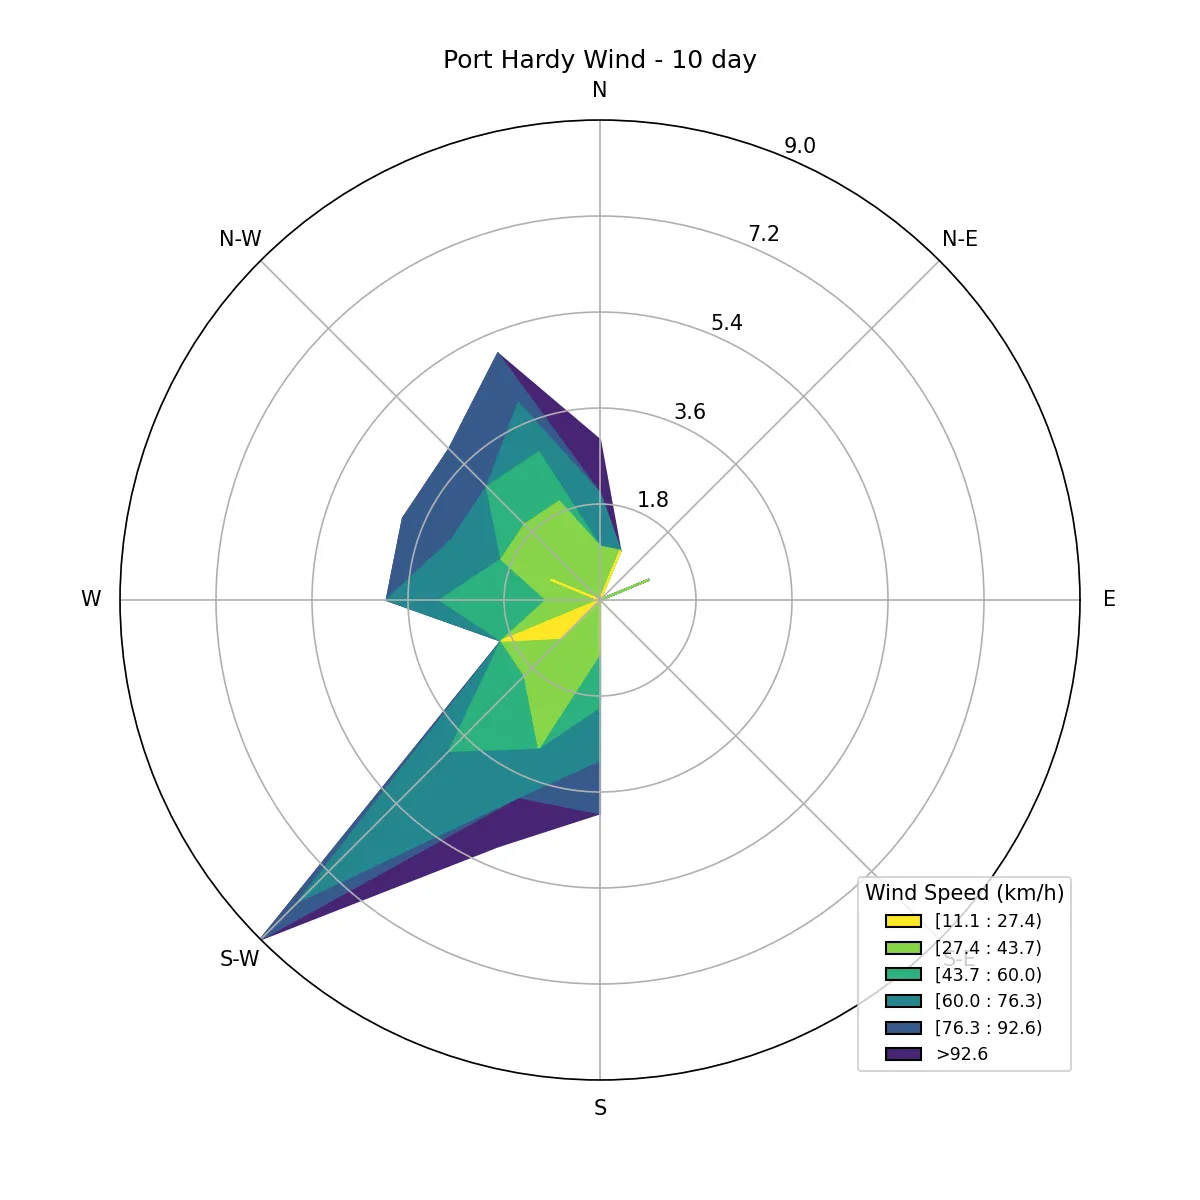 Port Hardy Wind - 10 day
N
9.0
7.2
N-W
N-E
5.4
3.6
1.8
W
E
S-W
S-E
Wind Speed (km/h)
[11.1 : 27.4)
[27.4 : 43.7)
[43.7 : 60.0)
[60.0 : 76.3)
[76.3 : 92.6)
>92.6
S